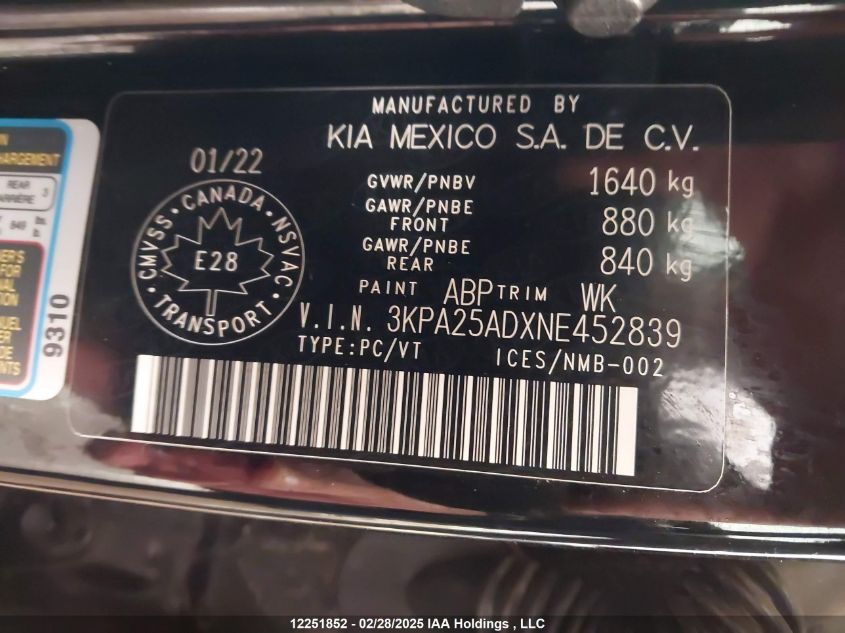 MANUFACTURED BY
KIA MEXICO S.A. DE C.V.
01/22
GVWR/PNBV 1640 kg
GAWR/PNBE FRONT 880 kg
GAWR/PNBE REAR 840 kg
CMVSS · CANADA · NSVAC · TRANSPORT ·
E28
PAINT ABP TRIM WK
V.I.N. 3KPA25ADXNE452839
TYPE:PC/VT ICES/NMB-002
REAR
3
9310
12251852 - 02/28/2025 IAA Holdings , LLC